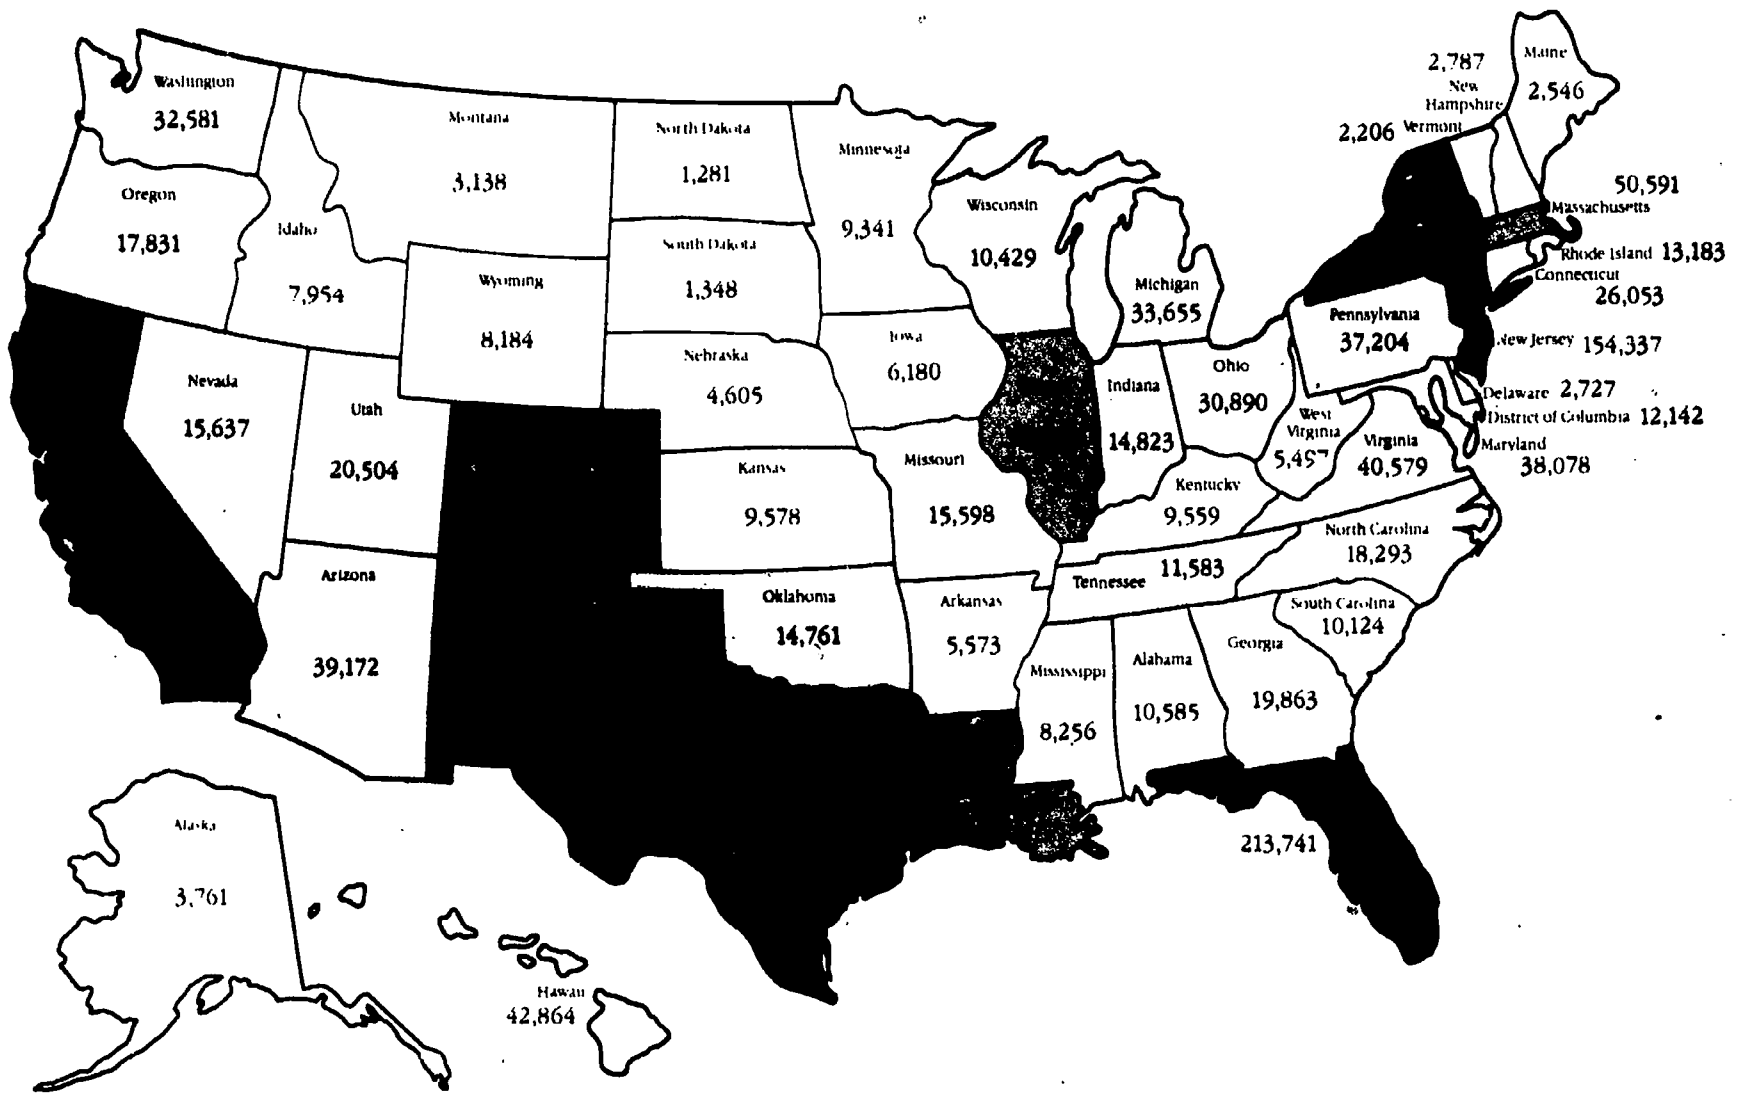 Washington
32,581
Oregon
17,831
Idaho
7,954
Montana
3,138
North Dakota
1,281
South Dakota
1,348
Wyoming
8,184
Nebraska
4,605
Nevada
15,637
Utah
20,504
Arizona
39,172
Kansas
9,578
Oklahoma
14,761
Minnesota
9,341
Iowa
6,180
Missouri
15,598
Arkansas
5,573
Wisconsin
10,429
Michigan
33,655
Indiana
14,823
Ohio
30,890
Kentucky
9,559
Tennessee 11,583
Mississippi
8,256
Alabama
10,585
Georgia
19,863
213,741
South Carolina
10,124
North Carolina
18,293
Virginia
40,579
West
Virginia
5,497
Pennsylvania
37,204
Maine
2,546
2,787
New
Hampshire
2,206 Vermont
50,591
Massachusetts
Rhode Island 13,183
Connecticut
26,053
New Jersey 154,337
Delaware 2,727
District of Columbia 12,142
Maryland
38,078
Alaska
3,761
Hawaii
42,864